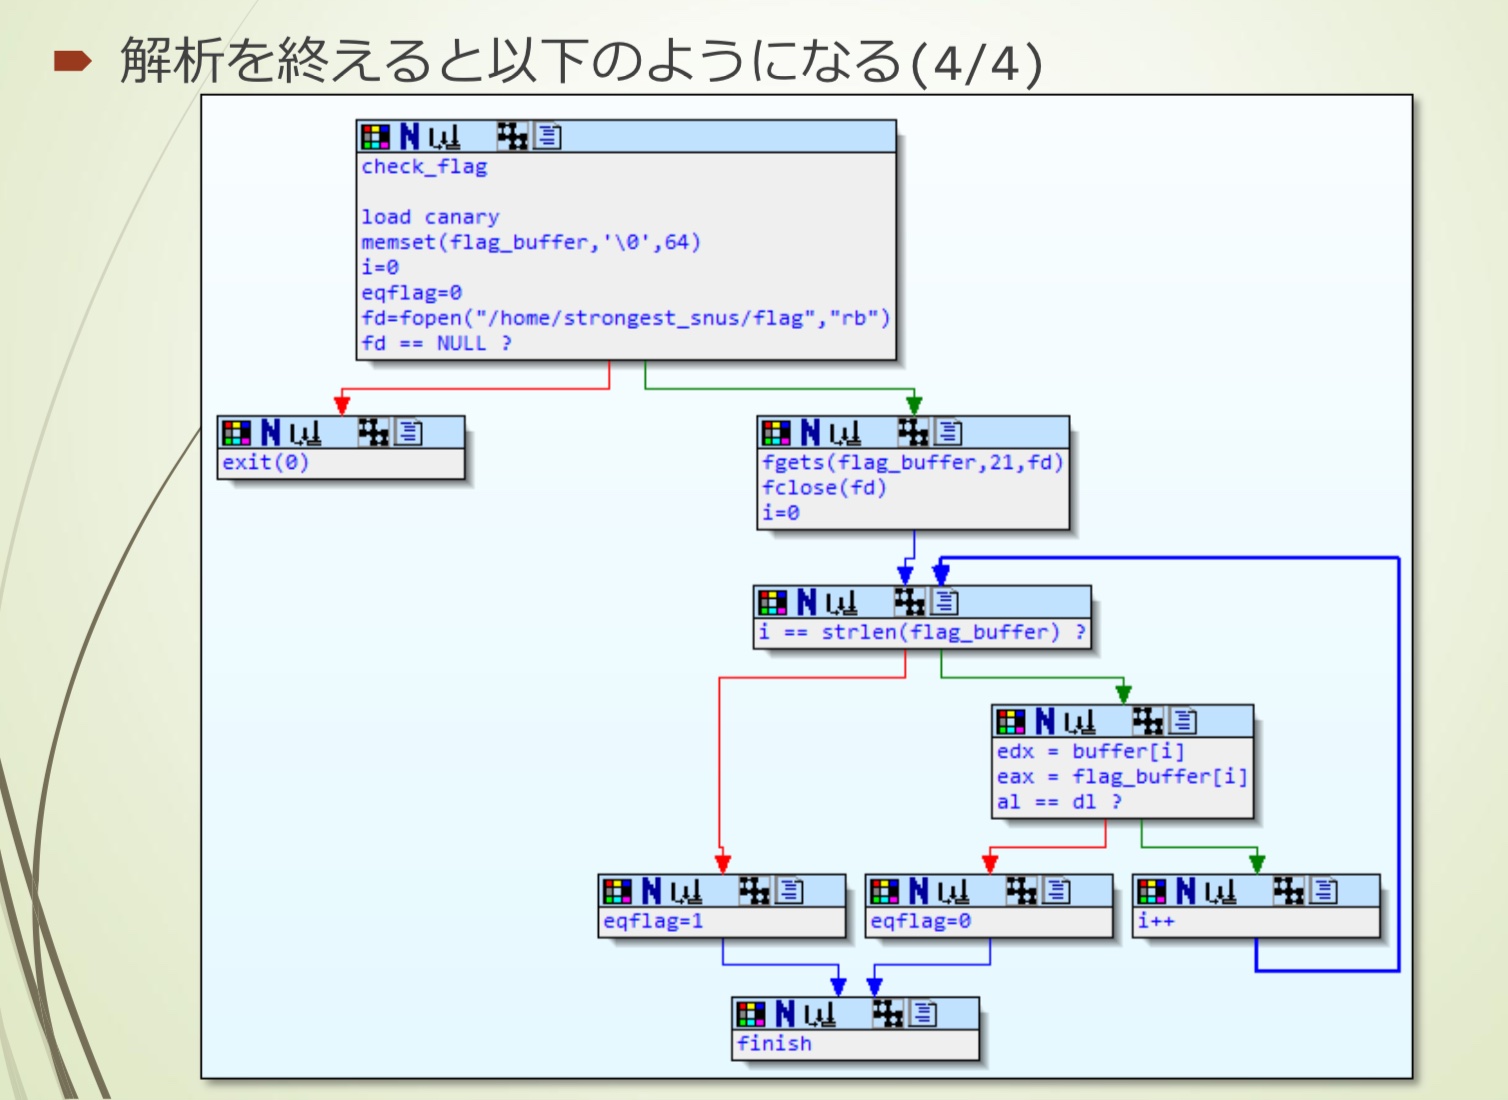 解析を終えると以下のようになる(4/4)
check_flag
load canary
memset(flag_buffer,'\0',64)
i=0
eqflag=0
fd=fopen("/home/strongest_snus/flag","rb")
fd == NULL ?
exit(0)
fgets(flag_buffer,21,fd)
fclose(fd)
i=0
i == strlen(flag_buffer) ?
edx = buffer[i]
eax = flag_buffer[i]
al == dl ?
eqflag=1
eqflag=0
i++
finish